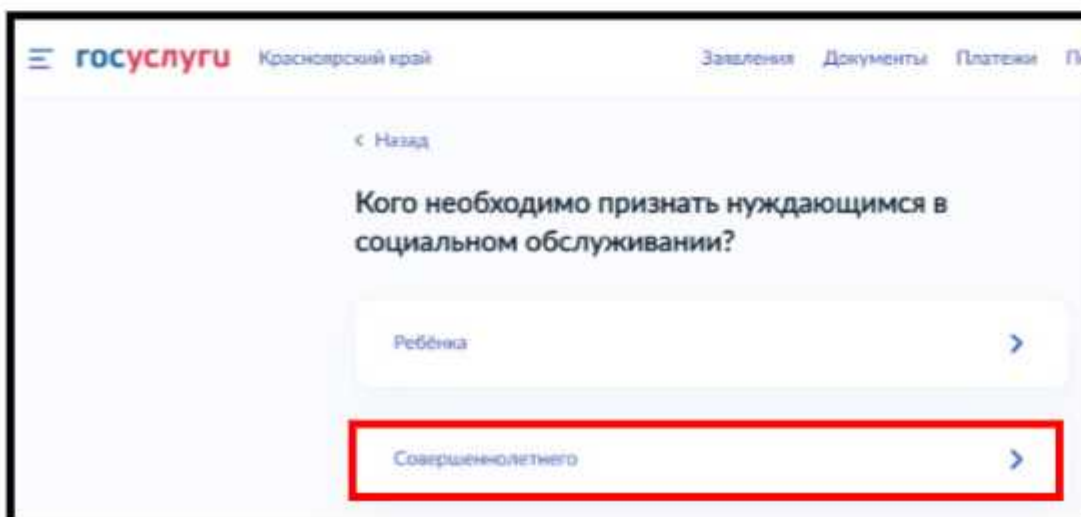 госуслуги Красноярский край Заявления Документы Платежи
< Назад
Кого необходимо признать нуждающимся в
социальном обслуживании?
Ребёнка
Совершеннолетнего